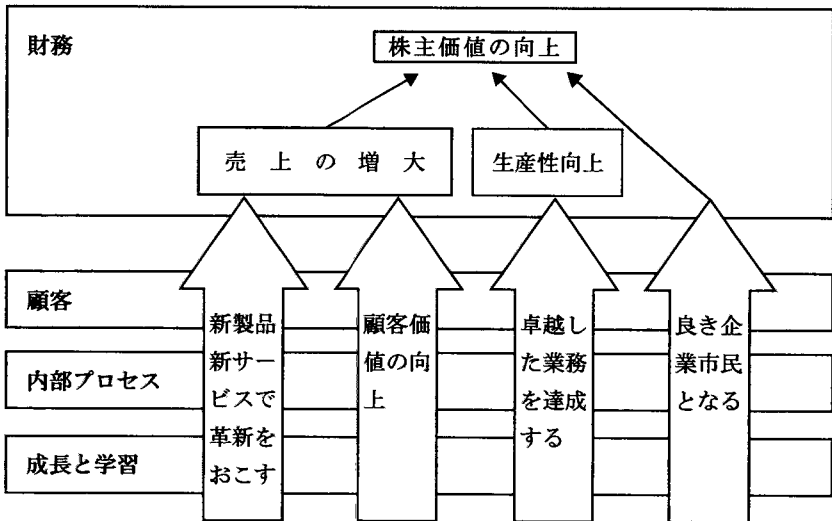 財務
株主価値の向上
売上の増大
生産性向上
顧客
内部プロセス
成長と学習
新製品
新サー
ビスで
革新を
おこす
顧客価
値の向
上
卓越し
た業務
を達成
する
良き企
業市民
となる